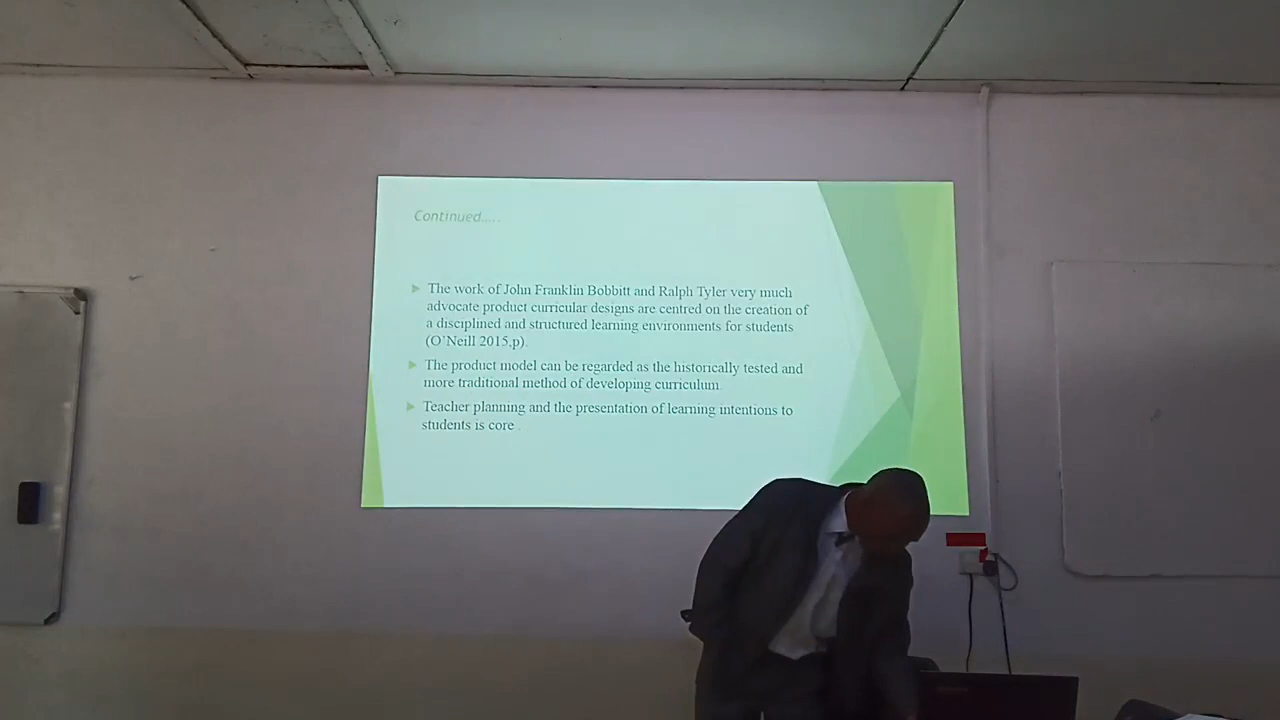 Continued.....
The work of John Franklin Bobbitt and Ralph Tyler very much
advocate product curricular designs are centred on the creation of
a disciplined and structured learning environments for students
(O'Neill 2015,p).
The product model can be regarded as the historically tested and
more traditional method of developing curriculum.
Teacher planning and the presentation of learning intentions to
students is core .